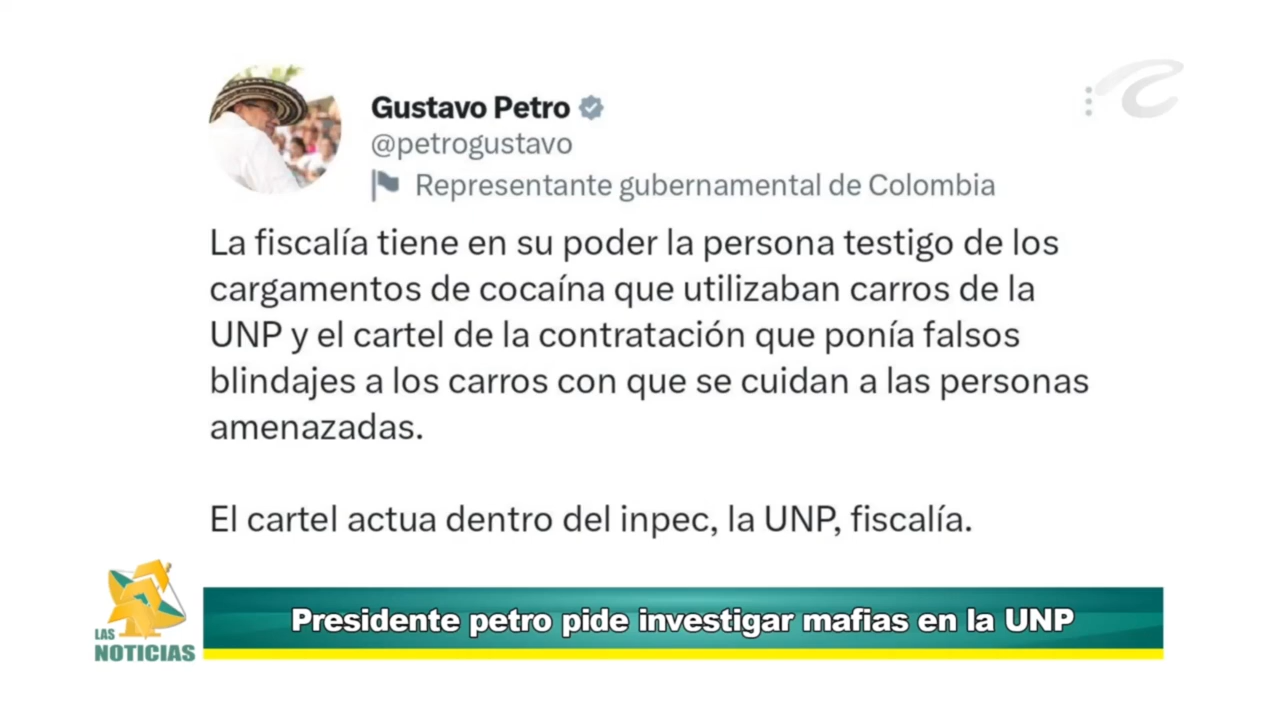 Gustavo Petro
@petrogustavo
Representante gubernamental de Colombia
La fiscalía tiene en su poder la persona testigo de los
cargamentos de cocaína que utilizaban carros de la
UNP y el cartel de la contratación que ponía falsos
blindajes a los carros con que se cuidan a las personas
amenazadas.
El cartel actua dentro del inpec, la UNP, fiscalía.
LAS
NOTICIAS
Presidente petro pide investigar mafias en la UNP